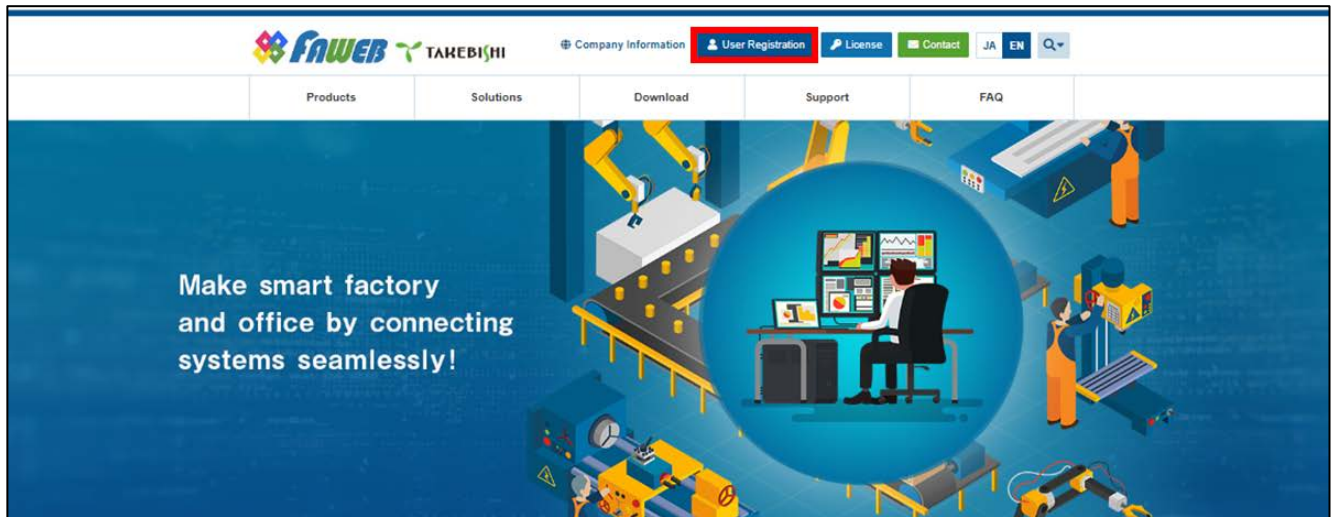 FAWEB TAKEBISHI Company Information User Registration License Contact JA EN
Products Solutions Download Support FAQ
Make smart factory
and office by connecting
systems seamlessly!